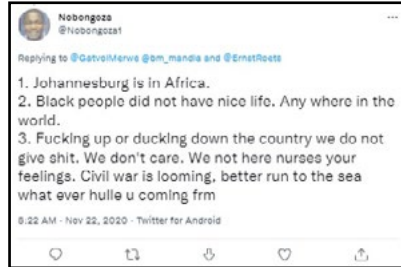 Nobongoza
@Nobongoza1
Replying to @GatvolMerwe @bm_mandla and @ErnstRoets
1. Johannesburg is in Africa.
2. Black people did not have nice life. Any where in the
world.
3. Fucking up or ducking down the country we do not
give shit. We don't care. We not here nurses your
feelings. Civil war is looming, better run to the sea
what ever hulle u coming frm
5:22 AM · Nov 22, 2020 · Twitter for Android